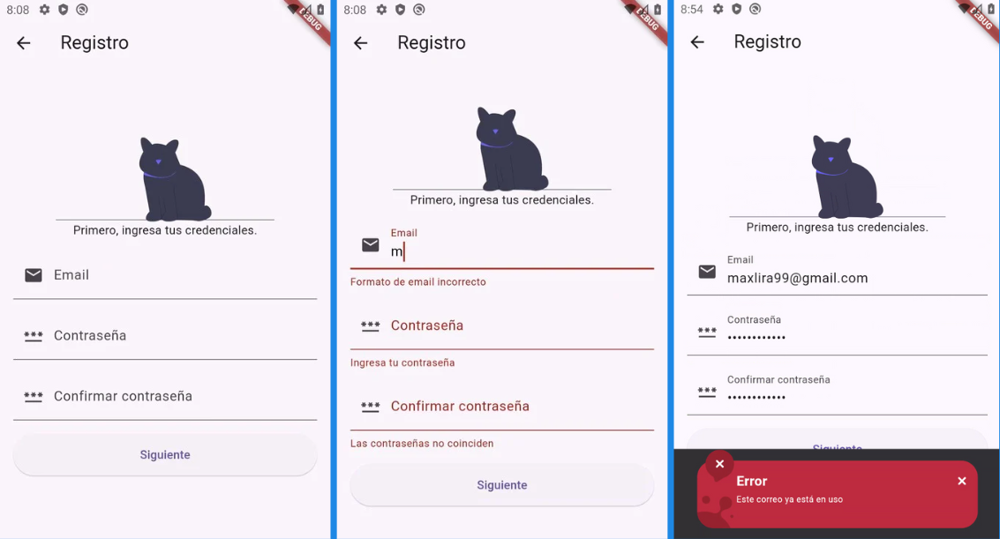 8:08
DEBUG
Registro
Primero, ingresa tus credenciales.
Email
Contraseña
Confirmar contraseña
Siguiente
8:08
DEBUG
Registro
Primero, ingresa tus credenciales.
Email
m
Formato de email incorrecto
Contraseña
Ingresa tu contraseña
Confirmar contraseña
Las contraseñas no coinciden
Siguiente
8:54
DEBUG
Registro
Primero, ingresa tus credenciales.
Email
maxlira99@gmail.com
Contraseña
••••••••••••
Confirmar contraseña
••••••••••••
Siguiente
Error
Este correo ya está en uso